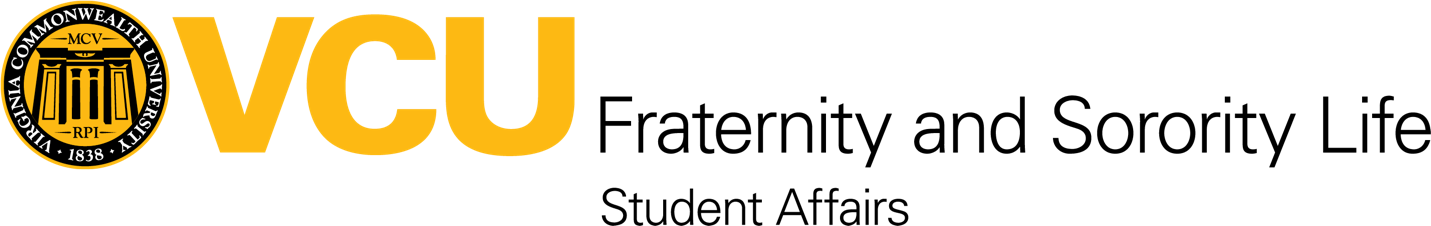 VIRGINIA COMMONWEALTH UNIVERSITY
MCV
RPI
· 1838 ·
VCU
Fraternity and Sorority Life
Student Affairs